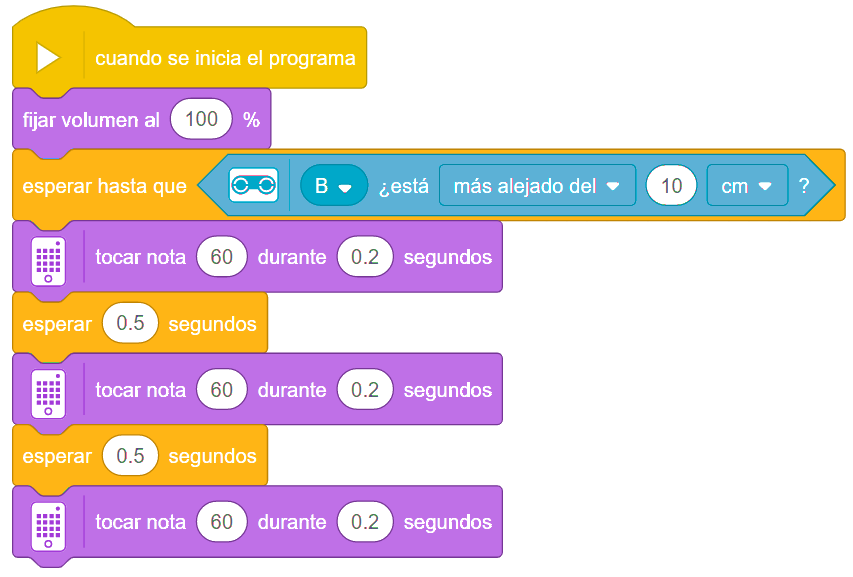 cuando se inicia el programa
fijar volumen al 100 %
esperar hasta que B ¿está más alejado del 10 cm ?
tocar nota 60 durante 0.2 segundos
esperar 0.5 segundos
tocar nota 60 durante 0.2 segundos
esperar 0.5 segundos
tocar nota 60 durante 0.2 segundos